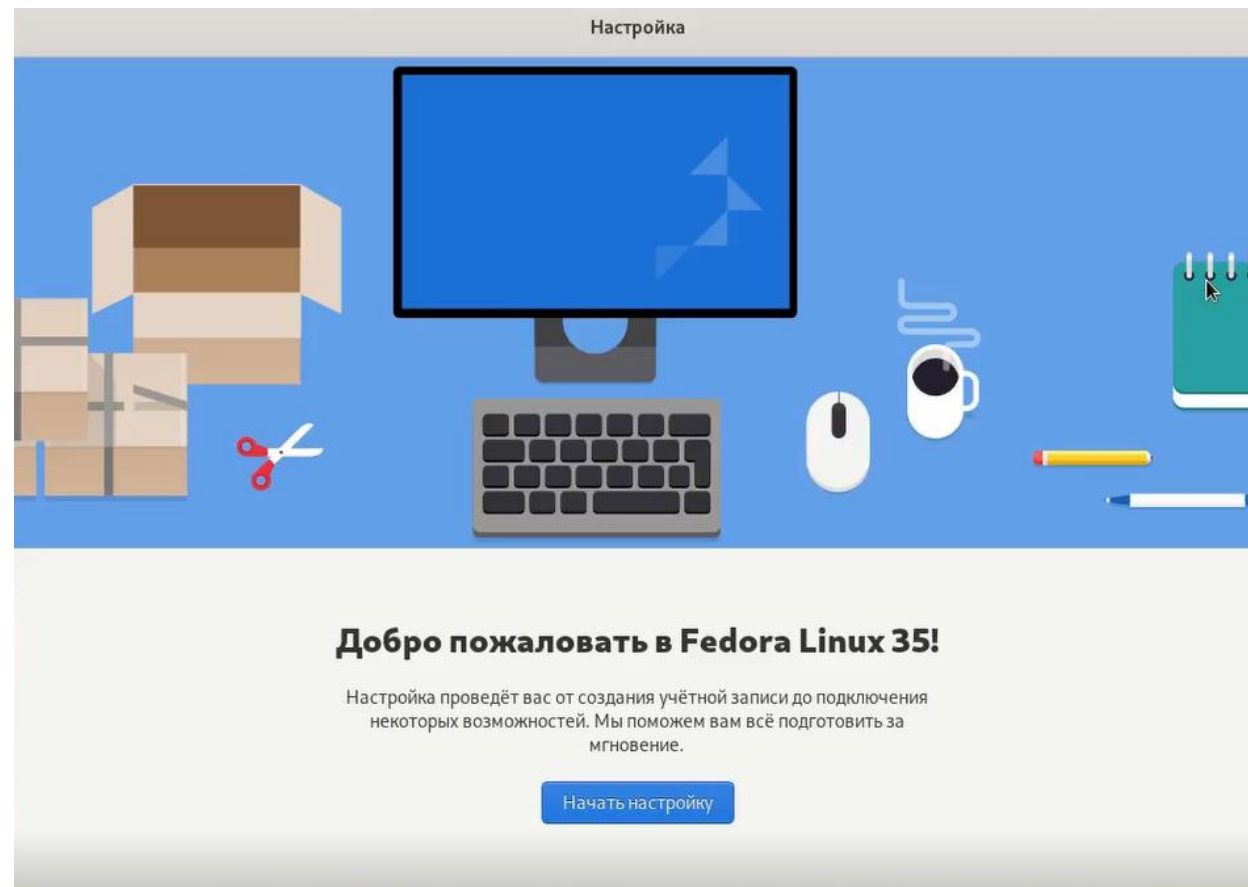 Настройка
Добро пожаловать в Fedora Linux 35!
Настройка проведёт вас от создания учётной записи до подключения
некоторых возможностей. Мы поможем вам всё подготовить за
мгновение.
Начать настройку